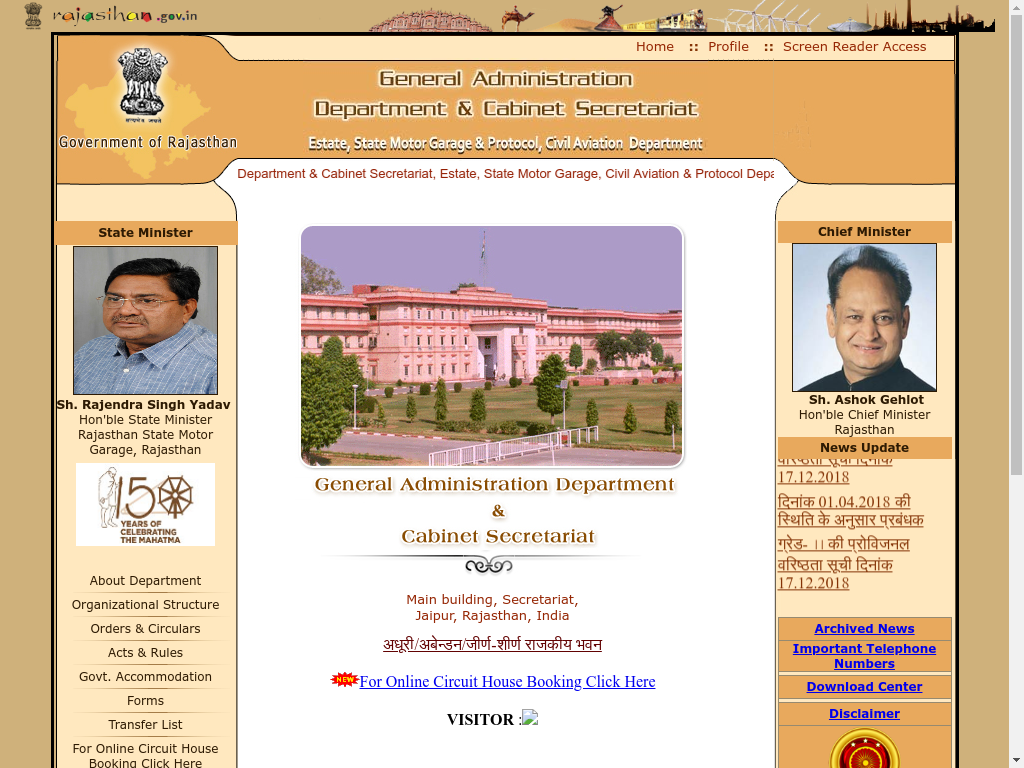 rajasthan.gov.in
Home :: Profile :: Screen Reader Access
General Administration
Department & Cabinet Secretariat
Government of Rajasthan
Estate, State Motor Garage & Protocol, Civil Aviation Department
Department & Cabinet Secretariat, Estate, State Motor Garage, Civil Aviation & Protocol Depa
State Minister
Sh. Rajendra Singh Yadav
Hon'ble State Minister
Rajasthan State Motor
Garage, Rajasthan
150
YEARS OF
CELEBRATING
THE MAHATMA
About Department
Organizational Structure
Orders & Circulars
Acts & Rules
Govt. Accommodation
Forms
Transfer List
For Online Circuit House
Booking Click Here
General Administration Department
&
Cabinet Secretariat
Main building, Secretariat,
Jaipur, Rajasthan, India
अधूरी/अबेन्डन/जीर्ण-शीर्ण राजकीय भवन
NEW For Online Circuit House Booking Click Here
VISITOR :
Chief Minister
Sh. Ashok Gehlot
Hon'ble Chief Minister
Rajasthan
News Update
वरिष्ठता सूची दिनांक
17.12.2018
दिनांक 01.04.2018 की
स्थिति के अनुसार प्रबंधक
ग्रेड- ।। की प्रोविजनल
वरिष्ठता सूची दिनांक
17.12.2018
Archived News
Important Telephone
Numbers
Download Center
Disclaimer